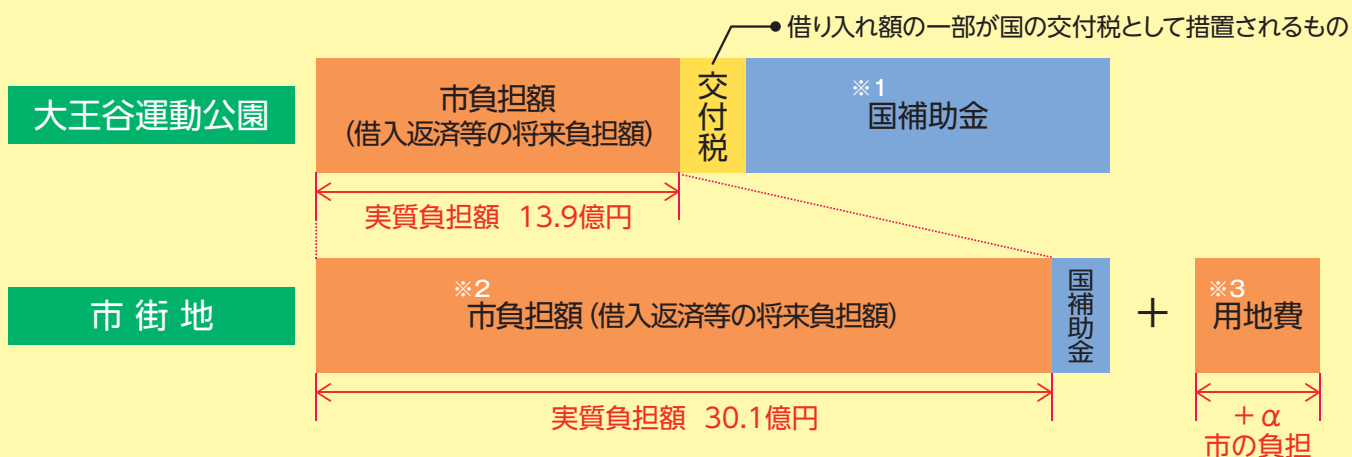 借り入れ額の一部が国の交付税として措置されるもの
大王谷運動公園
市負担額
(借入返済等の将来負担額)
交付税
※1
国補助金
実質負担額 13.9億円
市街地
※2
市負担額(借入返済等の将来負担額)
国補助金
+
※3
用地費
実質負担額 30.1億円
+α
市の負担